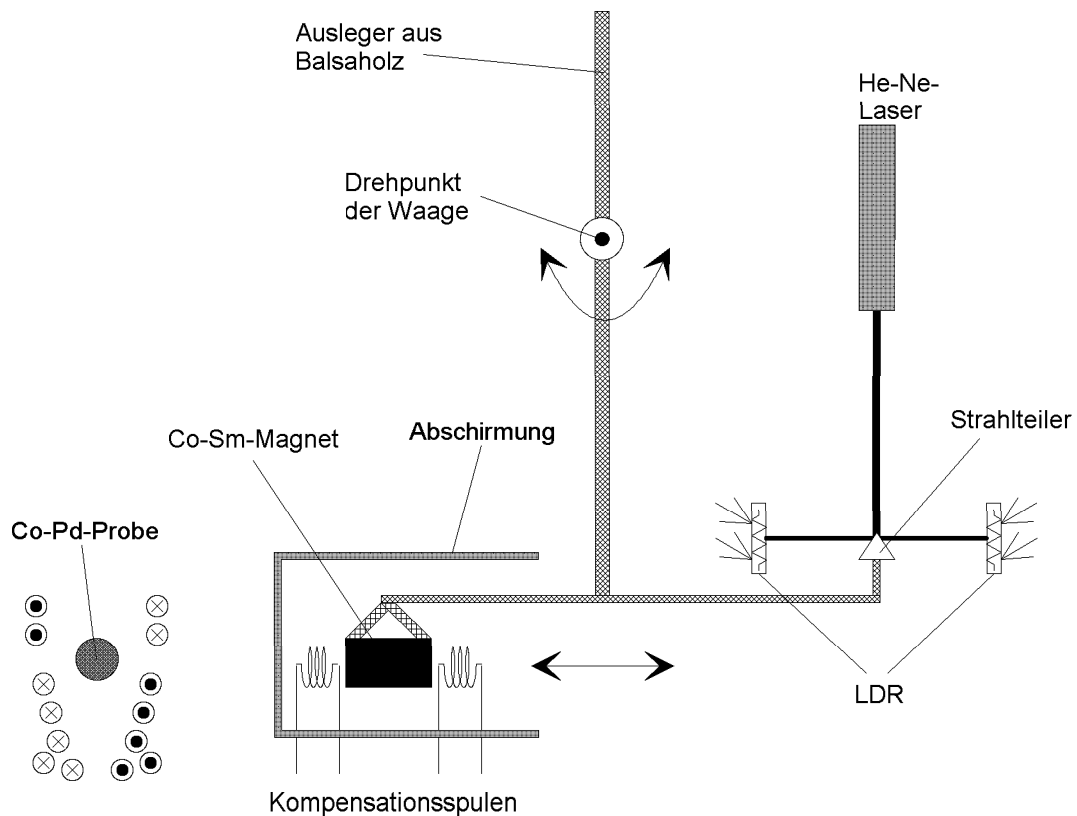 Ausleger aus
Balsaholz
He-Ne-
Laser
Drehpunkt
der Waage
Co-Sm-Magnet
Abschirmung
Strahlteiler
Co-Pd-Probe
LDR
Kompensationsspulen